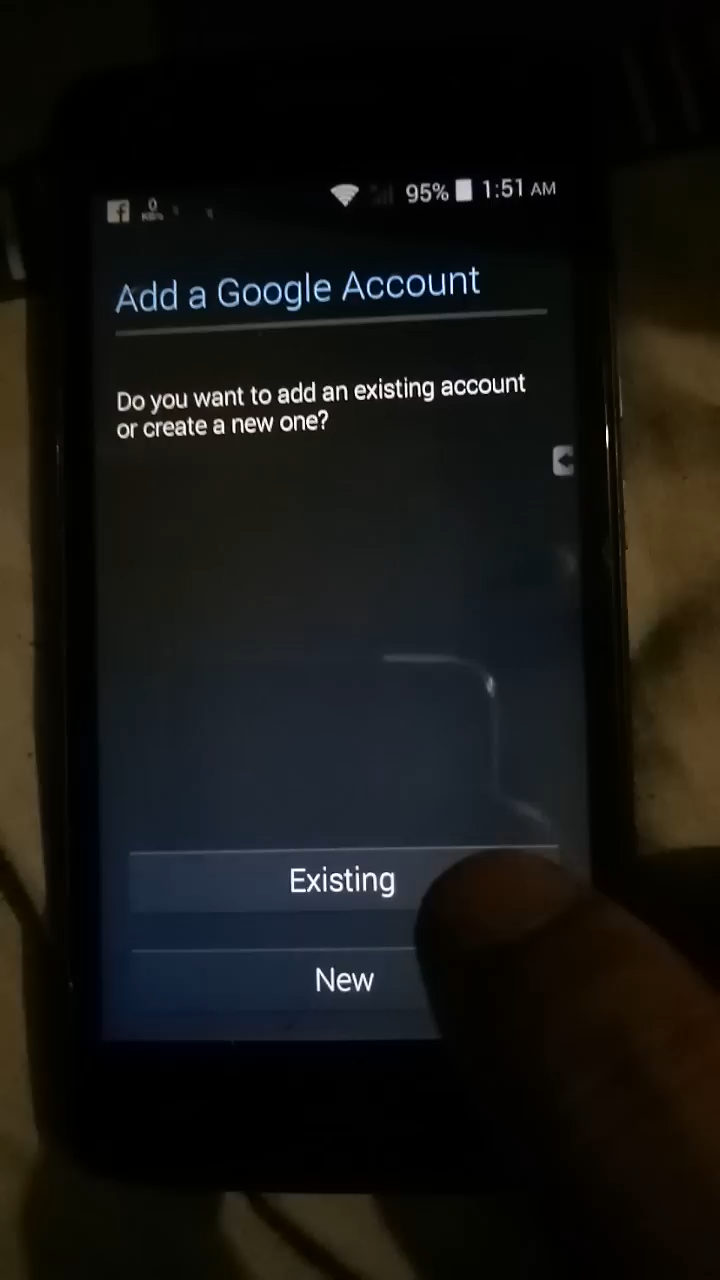 0
95% 1:51 AM
Add a Google Account
Do you want to add an existing account
or create a new one?
Existing
New